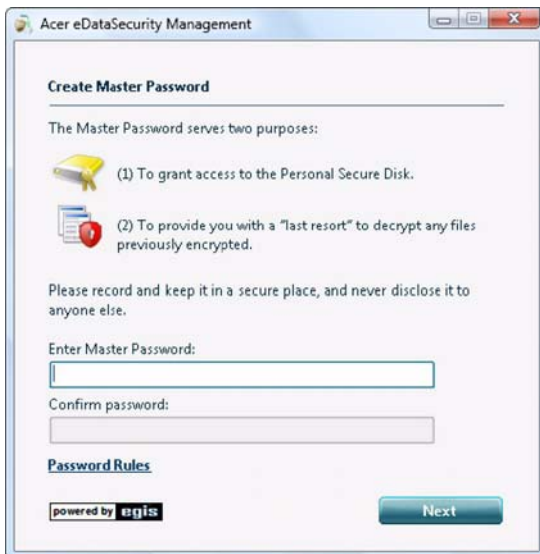 Acer eDataSecurity Management
Create Master Password
The Master Password serves two purposes:
(1) To grant access to the Personal Secure Disk.
(2) To provide you with a "last resort" to decrypt any files
previously encrypted.
Please record and keep it in a secure place, and never disclose it to
anyone else.
Enter Master Password:
Confirm password:
Password Rules
powered by egis
Next